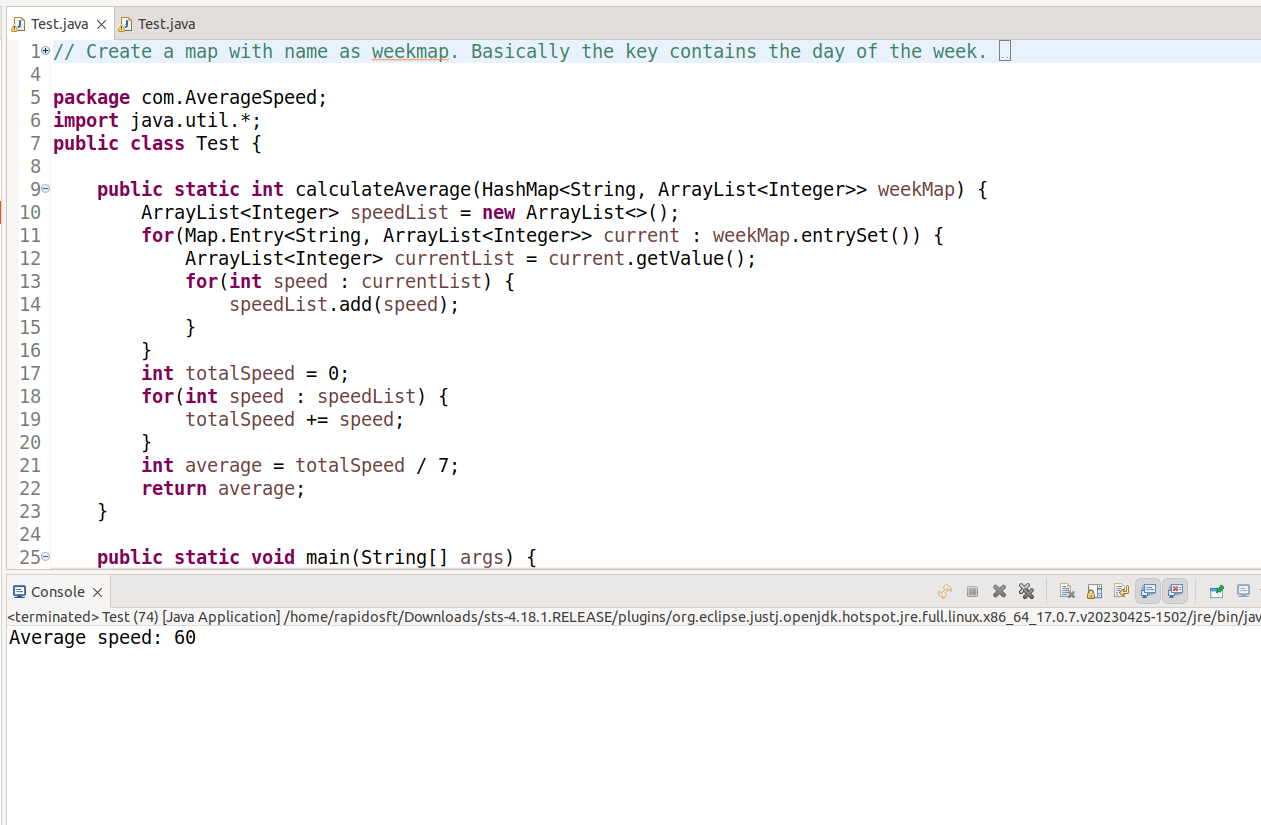 Test.java Test.java
1 // Create a map with name as weekmap. Basically the key contains the day of the week.
4
5 package com.AverageSpeed;
6 import java.util.*;
7 public class Test {
8
9 public static int calculateAverage(HashMap<String, ArrayList<Integer>> weekMap) {
10 ArrayList<Integer> speedList = new ArrayList<>();
11 for(Map.Entry<String, ArrayList<Integer>> current : weekMap.entrySet()) {
12 ArrayList<Integer> currentList = current.getValue();
13 for(int speed : currentList) {
14 speedList.add(speed);
15 }
16 }
17 int totalSpeed = 0;
18 for(int speed : speedList) {
19 totalSpeed += speed;
20 }
21 int average = totalSpeed / 7;
22 return average;
23 }
24
25 public static void main(String[] args) {
Console
<terminated> Test (74) [Java Application] /home/rapidosft/Downloads/sts-4.18.1.RELEASE/plugins/org.eclipse.justj.openjdk.hotspot.jre.full.linux.x86_64_17.0.7.v20230425-1502/jre/bin/jav
Average speed: 60